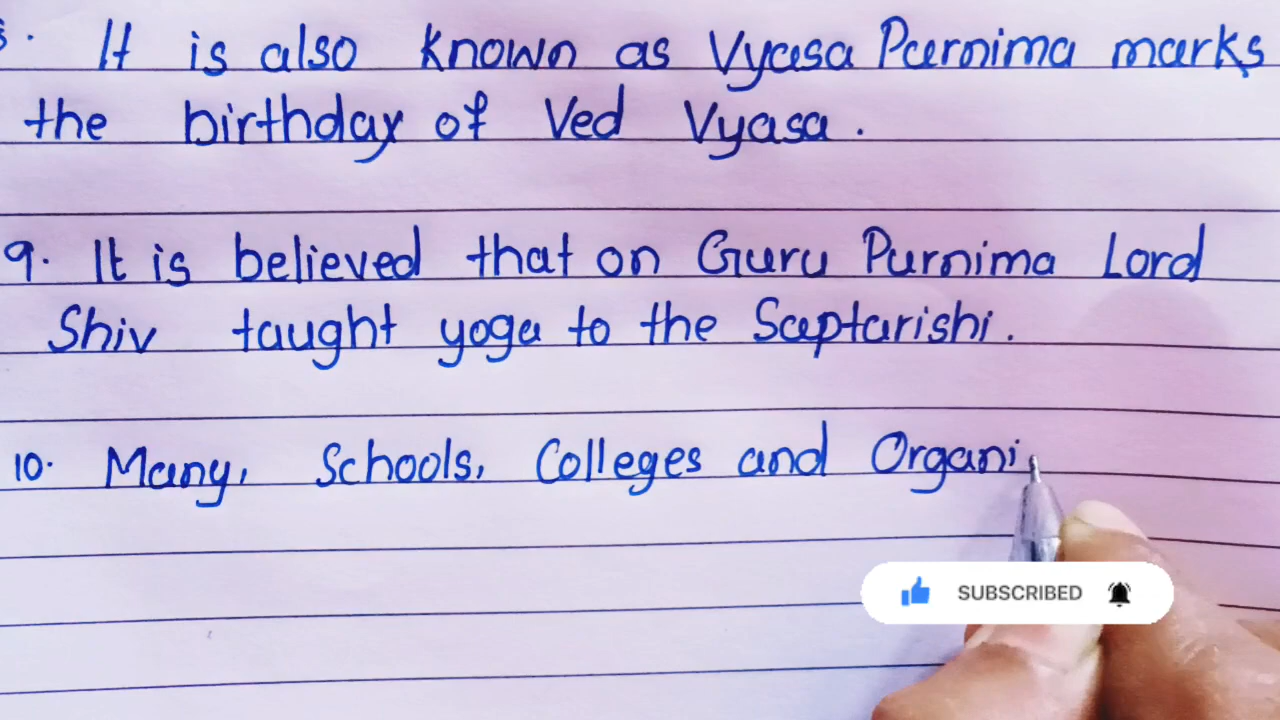 8. It is also known as Vyasa Purnima marks
the birthday of Ved Vyasa.
9. It is believed that on Guru Purnima Lord
Shiv taught yoga to the Saptarishi.
10. Many, Schools, Colleges and Organi
SUBSCRIBED